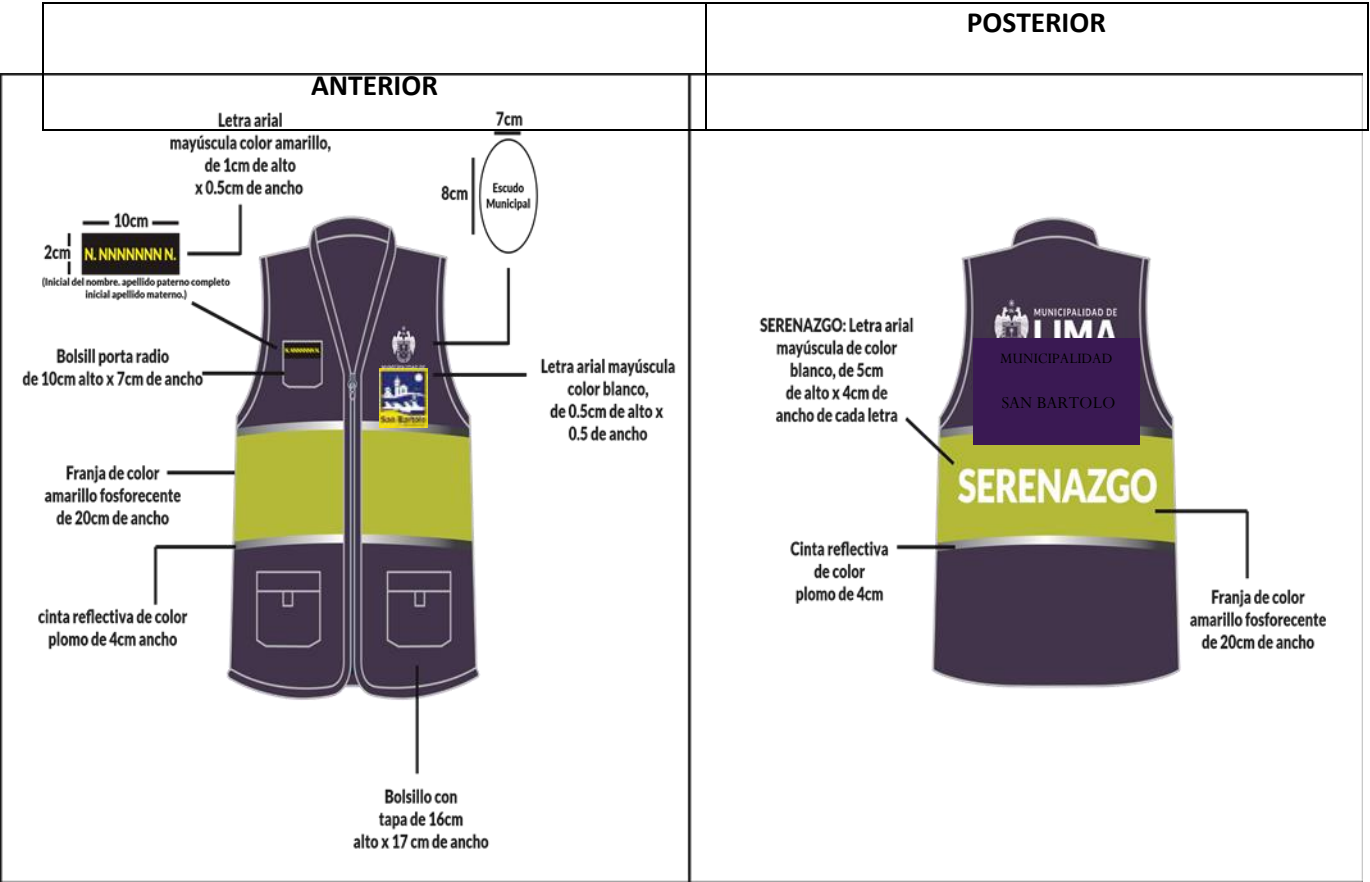 POSTERIOR
ANTERIOR
Letra arial
mayúscula color amarillo,
de 1cm de alto
x 0.5cm de ancho
7cm
8cm
Escudo
Municipal
10cm
2cm
N. NNNNNNN N.
(Inicial del nombre. apellido paterno completo
inicial apellido materno.)
Bolsill porta radio
de 10cm alto x 7cm de ancho
N. NNNNNNN N.
San Bartolo
Letra arial mayúscula
color blanco,
de 0.5cm de alto x
0.5 de ancho
Franja de color
amarillo fosforecente
de 20cm de ancho
cinta reflectiva de color
plomo de 4cm ancho
Bolsillo con
tapa de 16cm
alto x 17 cm de ancho
SERENAZGO: Letra arial
mayúscula de color
blanco, de 5cm
de alto x 4cm de
ancho de cada letra
MUNICIPALIDAD DE
LIMA
MUNICIPALIDAD
SAN BARTOLO
SERENAZGO
Cinta reflectiva
de color
plomo de 4cm
Franja de color
amarillo fosforecente
de 20cm de ancho